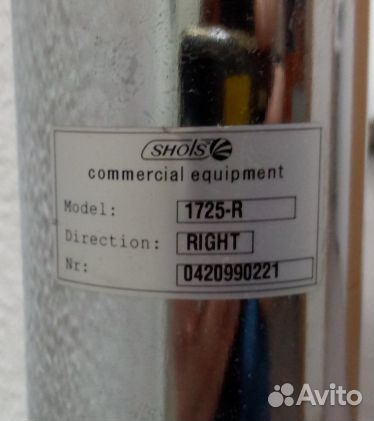 SHOLS
commercial equipment
Model: 1725-R
Direction: RIGHT
Nr: 0420990221
Avito